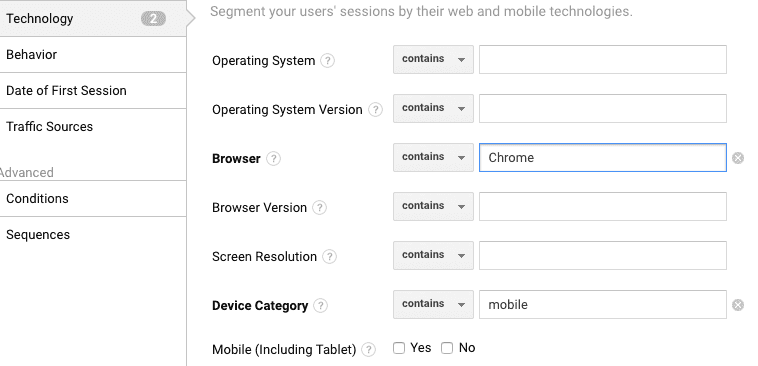 Technology 2
Segment your users' sessions by their web and mobile technologies.
Behavior
Date of First Session
Traffic Sources
Advanced
Conditions
Sequences
Operating System ? contains
Operating System Version ? contains
Browser ? contains Chrome
Browser Version ? contains
Screen Resolution ? contains
Device Category ? contains mobile
Mobile (Including Tablet) ? Yes No